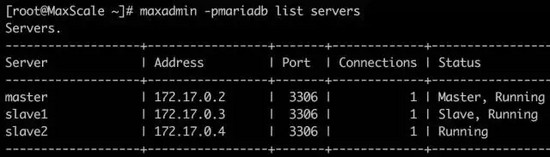 [root@MaxScale ~]# maxadmin -pmariadb list servers
Servers.
-------------------+-----------------+-------+-------------+--------------------
Server             | Address         | Port  | Connections | Status
-------------------+-----------------+-------+-------------+--------------------
master             | 172.17.0.2      |  3306 |           1 | Master, Running
slave1             | 172.17.0.3      |  3306 |           1 | Slave, Running
slave2             | 172.17.0.4      |  3306 |           1 | Running
-------------------+-----------------+-------+-------------+--------------------